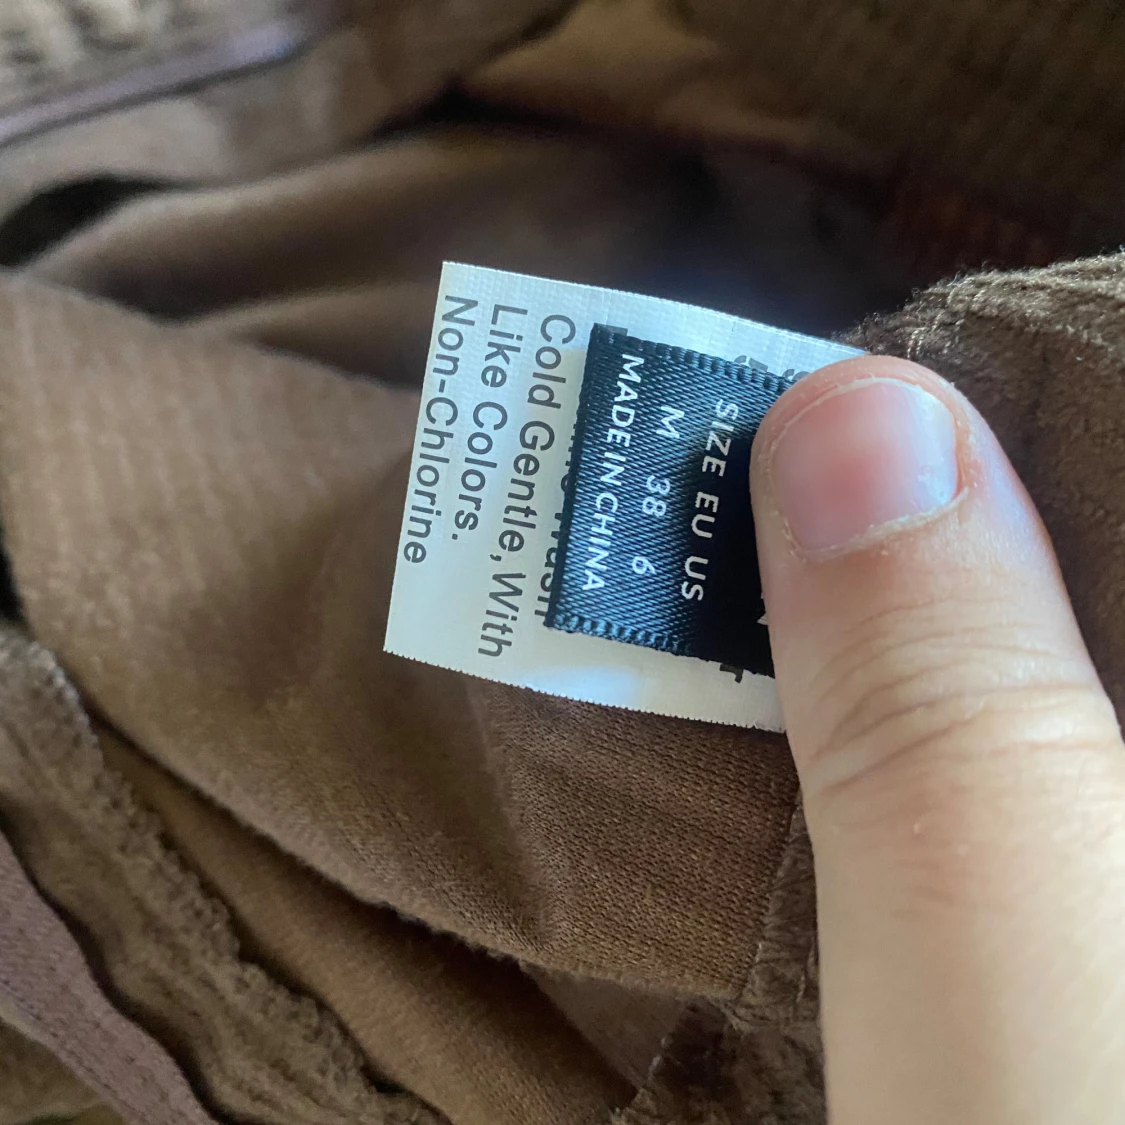 SIZE EU US
M 38 6
MADE IN CHINA
Cold Gentle, With
Like Colors.
Non-Chlorine